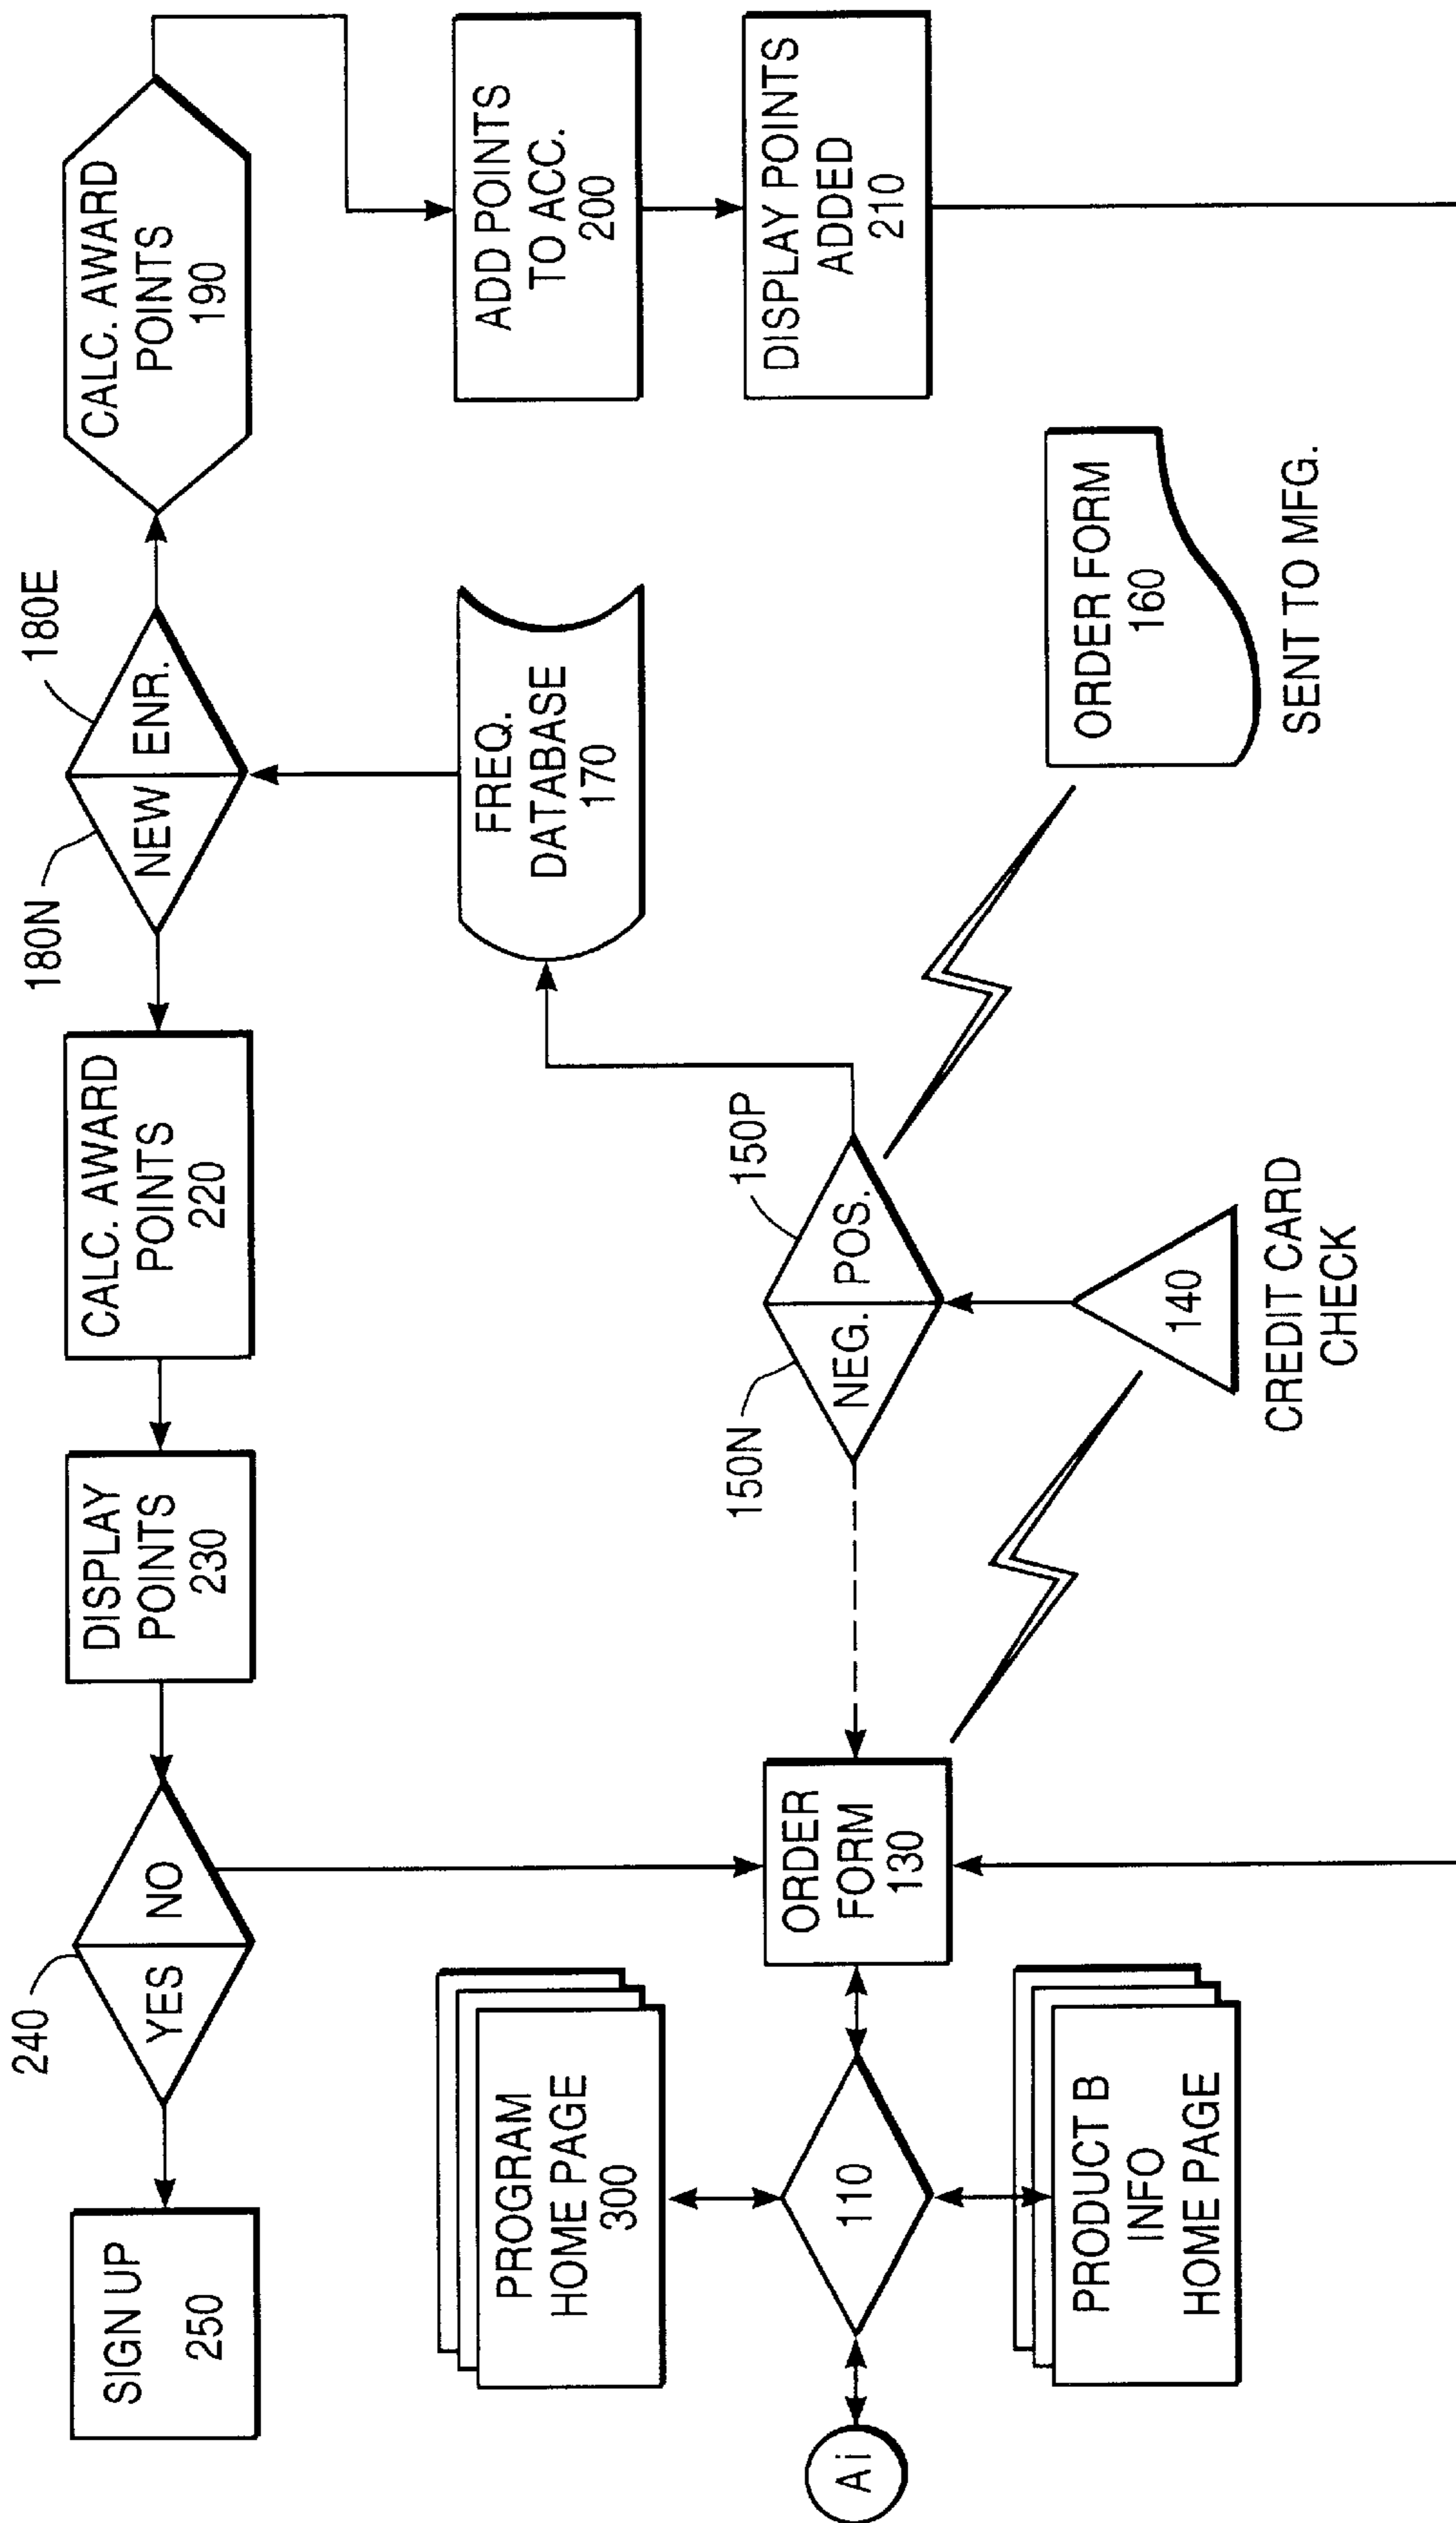 240
YES
NO
SIGN UP
250
DISPLAY
POINTS
230
CALC. AWARD
POINTS
220
180N
180E
NEW
ENR.
CALC. AWARD
POINTS
190
PROGRAM
HOME PAGE
300
FREQ.
DATABASE
170
ADD POINTS
TO ACC.
200
Ai
110
ORDER
FORM
130
150N
150P
NEG.
POS.
DISPLAY POINTS
ADDED
210
PRODUCT B
INFO
HOME PAGE
140
CREDIT CARD
CHECK
ORDER FORM
160
SENT TO MFG.